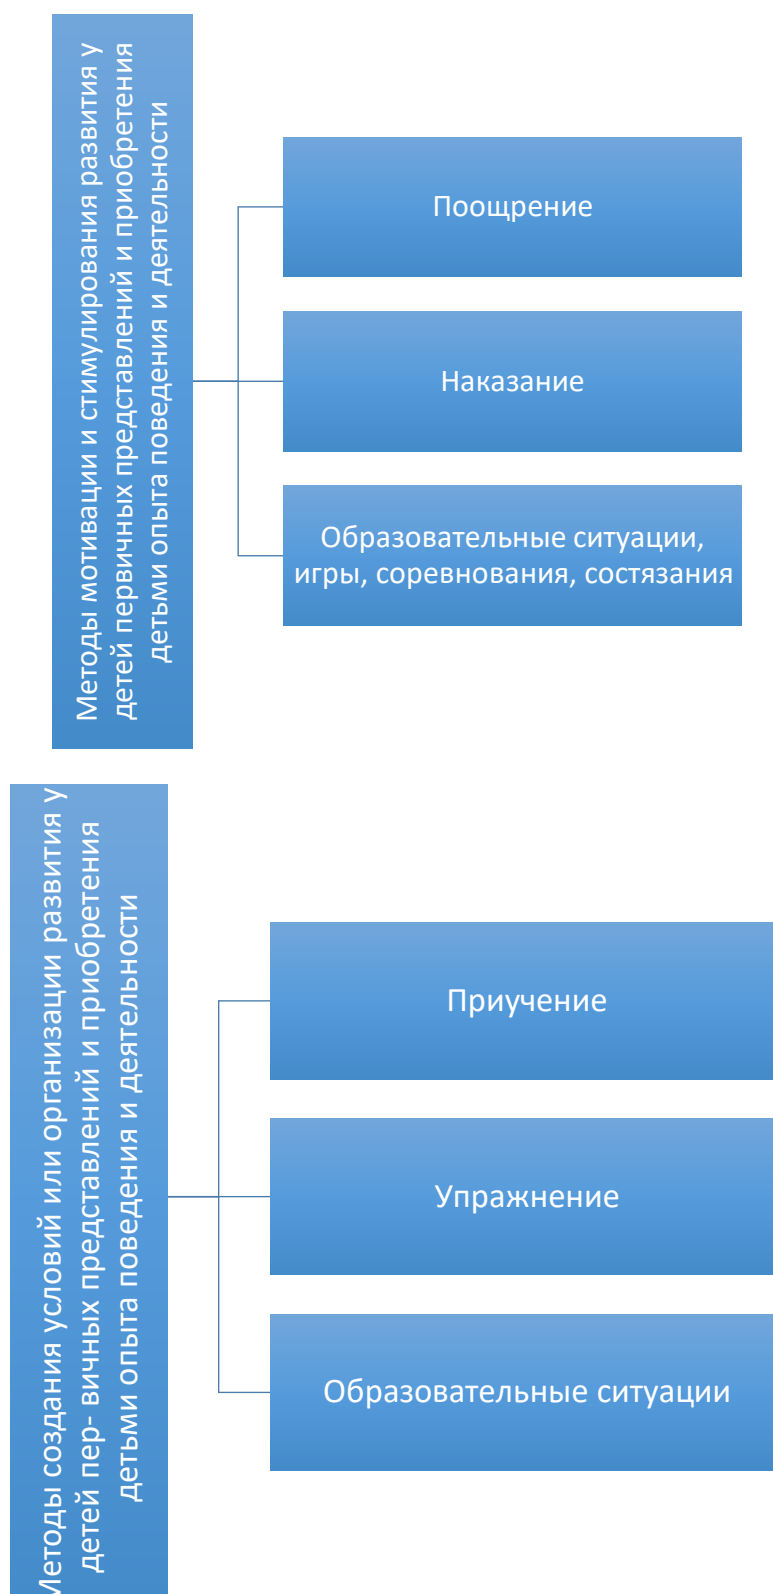 Методы мотивации и стимулирования развития у
детей первичных представлений и приобретения
детьми опыта поведения и деятельности
Поощрение
Наказание
Образовательные ситуации,
игры, соревнования, состязания
Методы создания условий или организации развития у
детей пер- вичных представлений и приобретения
детьми опыта поведения и деятельности
Приучение
Упражнение
Образовательные ситуации